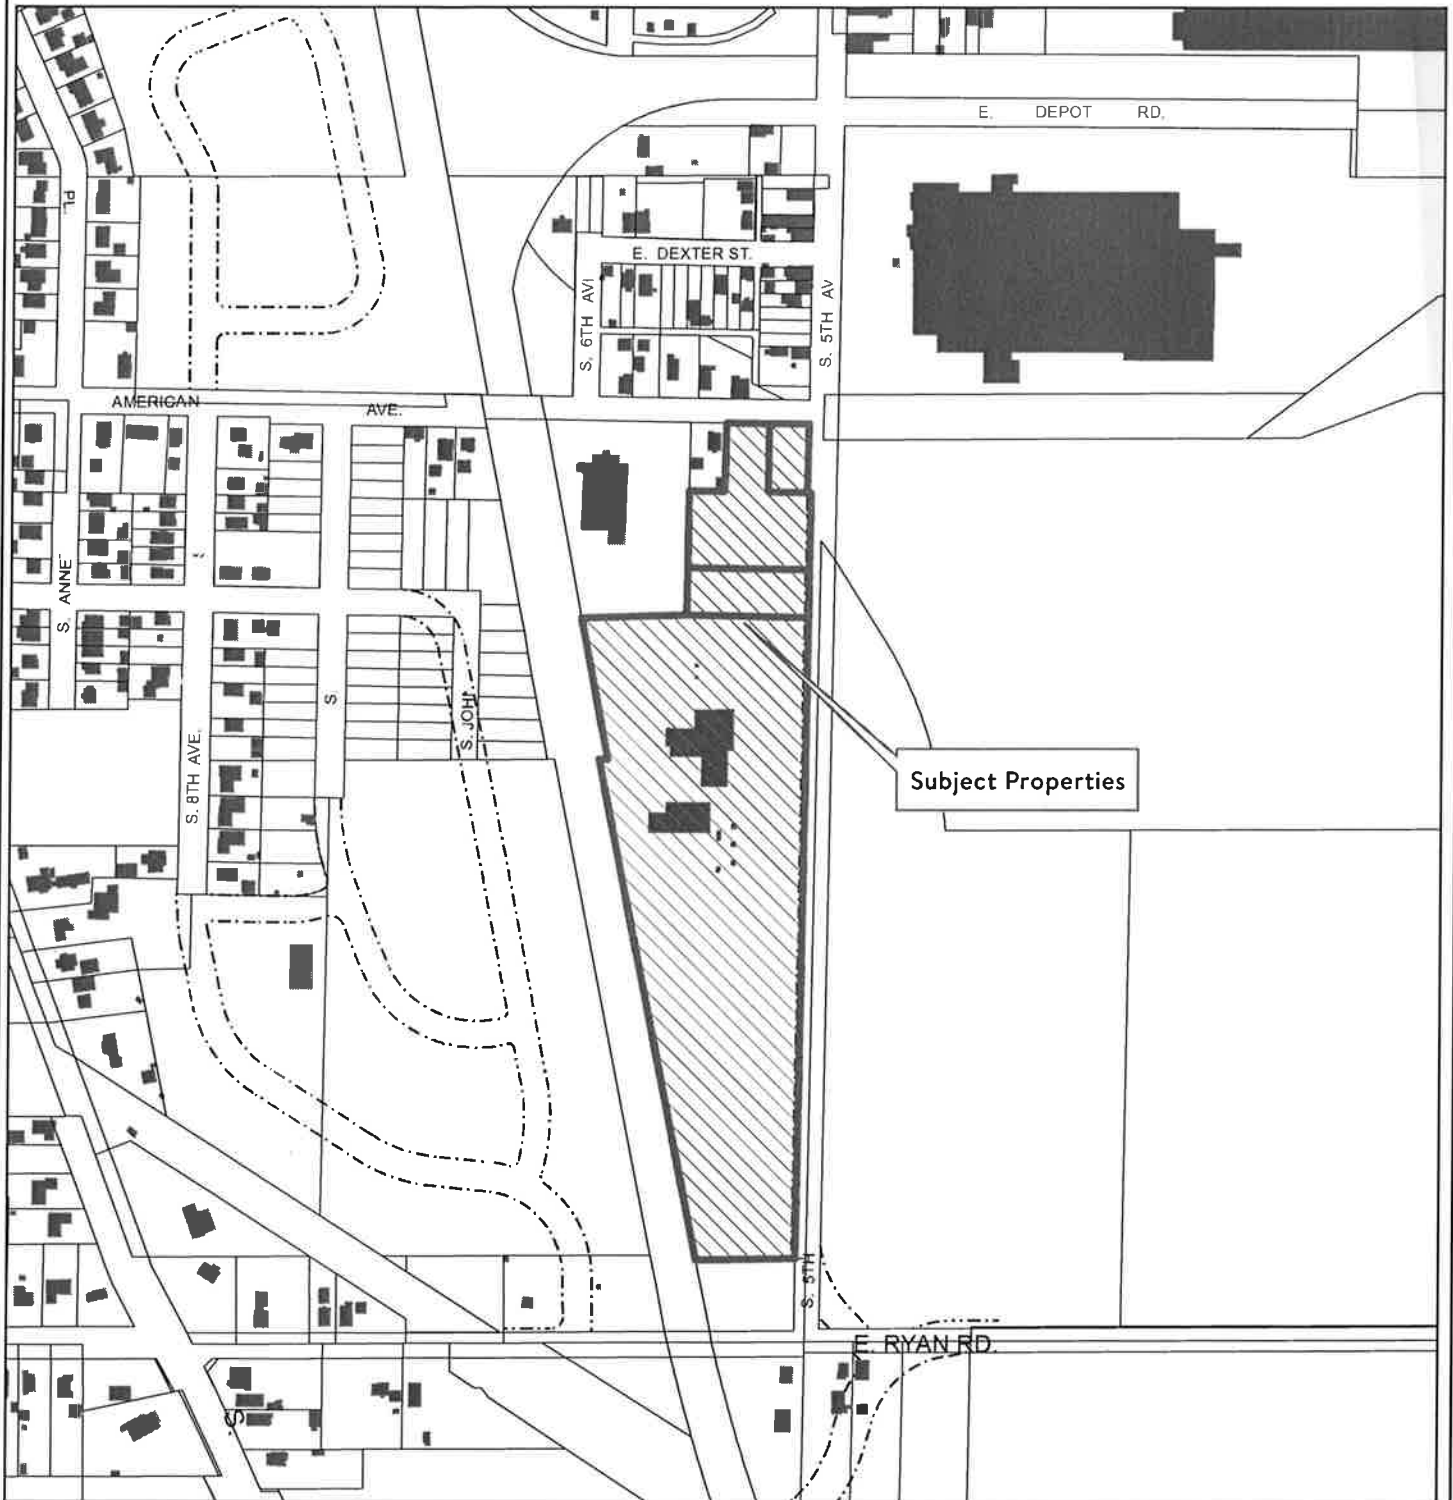 E. DEPOT RD.
PL.
E. DEXTER ST.
S. 6TH AV
S. 5TH AV
AMERICAN AVE.
S. ANNE
S.
S. JOH
S. 8TH AVE.
Subject Properties
S. 5TH
E. RYAN RD.
S.